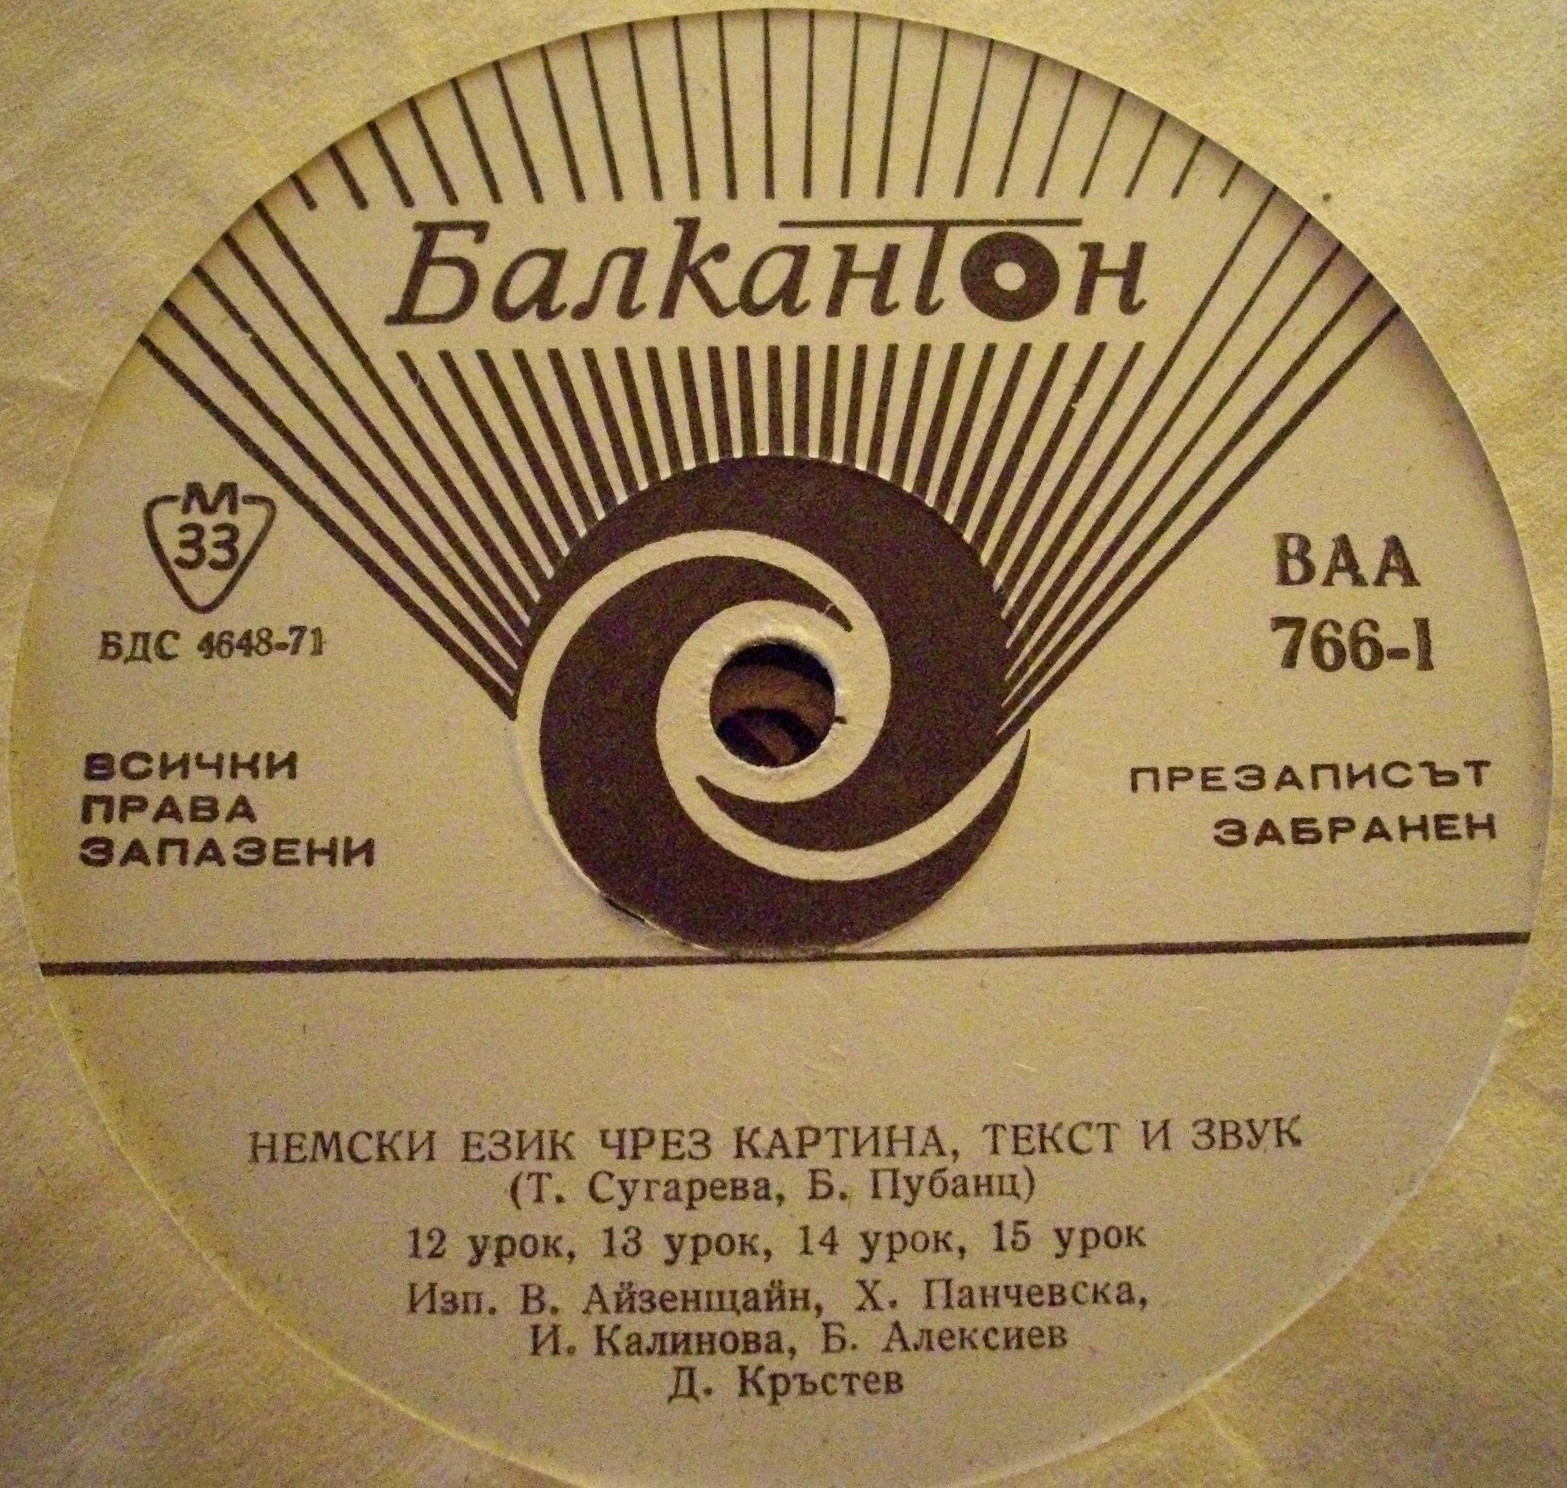 Балкантон
М
33
БДС 4648-71
ВАА
766-1
ВСИЧКИ
ПРАВА
ЗАПАЗЕНИ
ПРЕЗАПИСЪТ
ЗАБРАНЕН
НЕМСКИ ЕЗИК ЧРЕЗ КАРТИНА, ТЕКСТ И ЗВУК
(Т. Сугарева, Б. Пубанц)
12 урок, 13 урок, 14 урок, 15 урок
Изп. В. Айзенщайн, Х. Панчевска,
И. Калинова, Б. Алексиев
Д. Кръстев